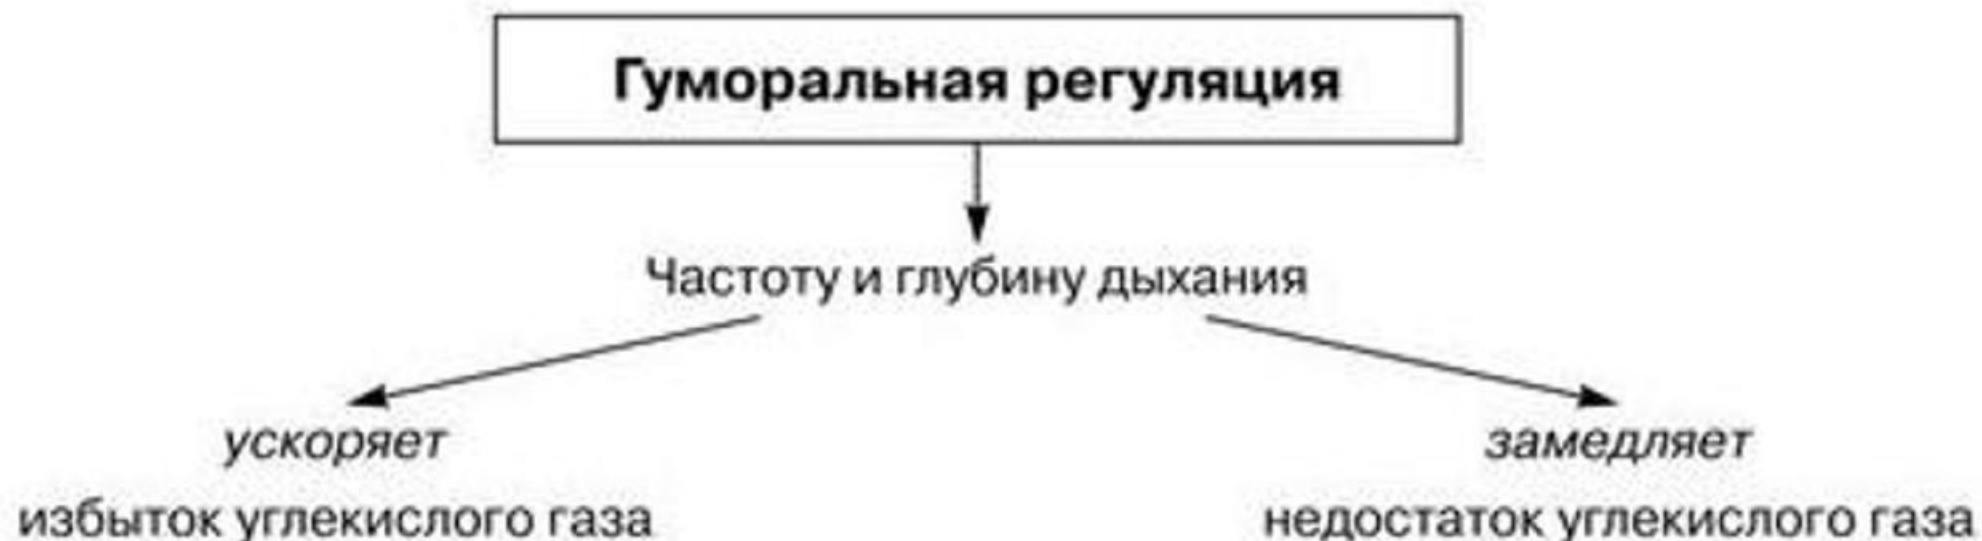 Гуморальная регуляция
Частоту и глубину дыхания
ускоряет
замедляет
избыток углекислого газа
недостаток углекислого газа